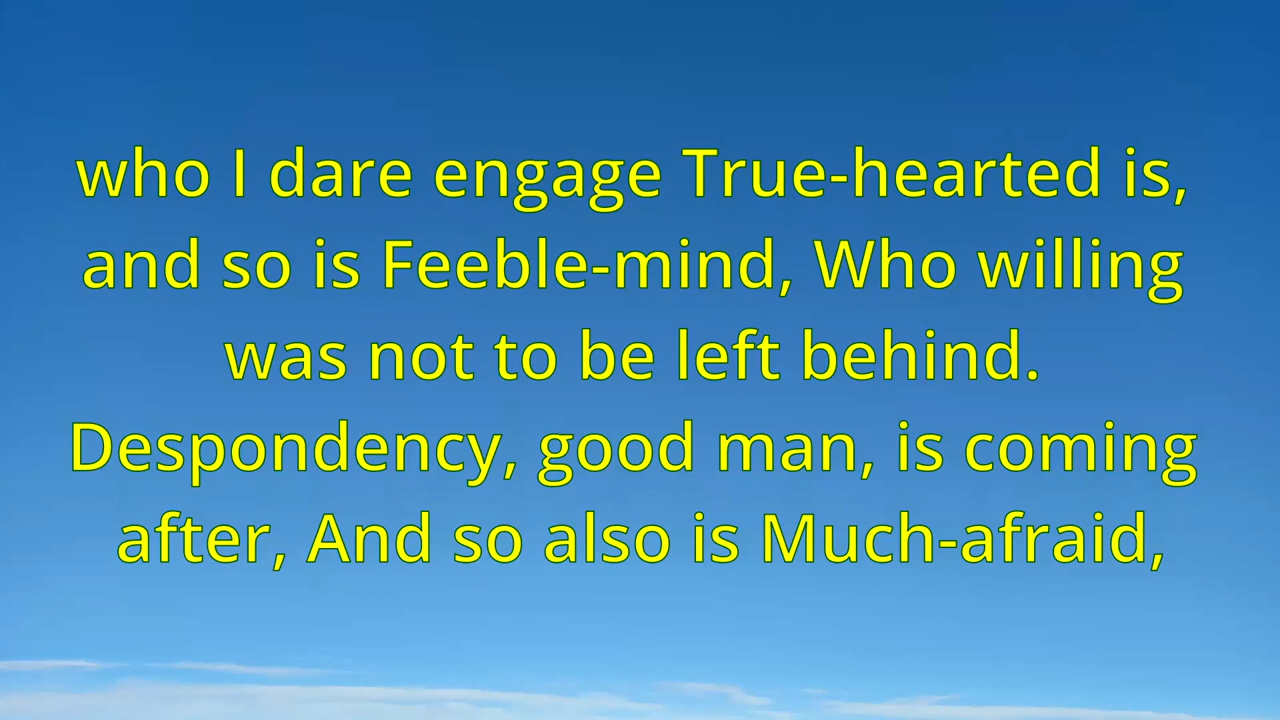 who I dare engage True-hearted is,
and so is Feeble-mind, Who willing
was not to be left behind.
Despondency, good man, is coming
after, And so also is Much-afraid,